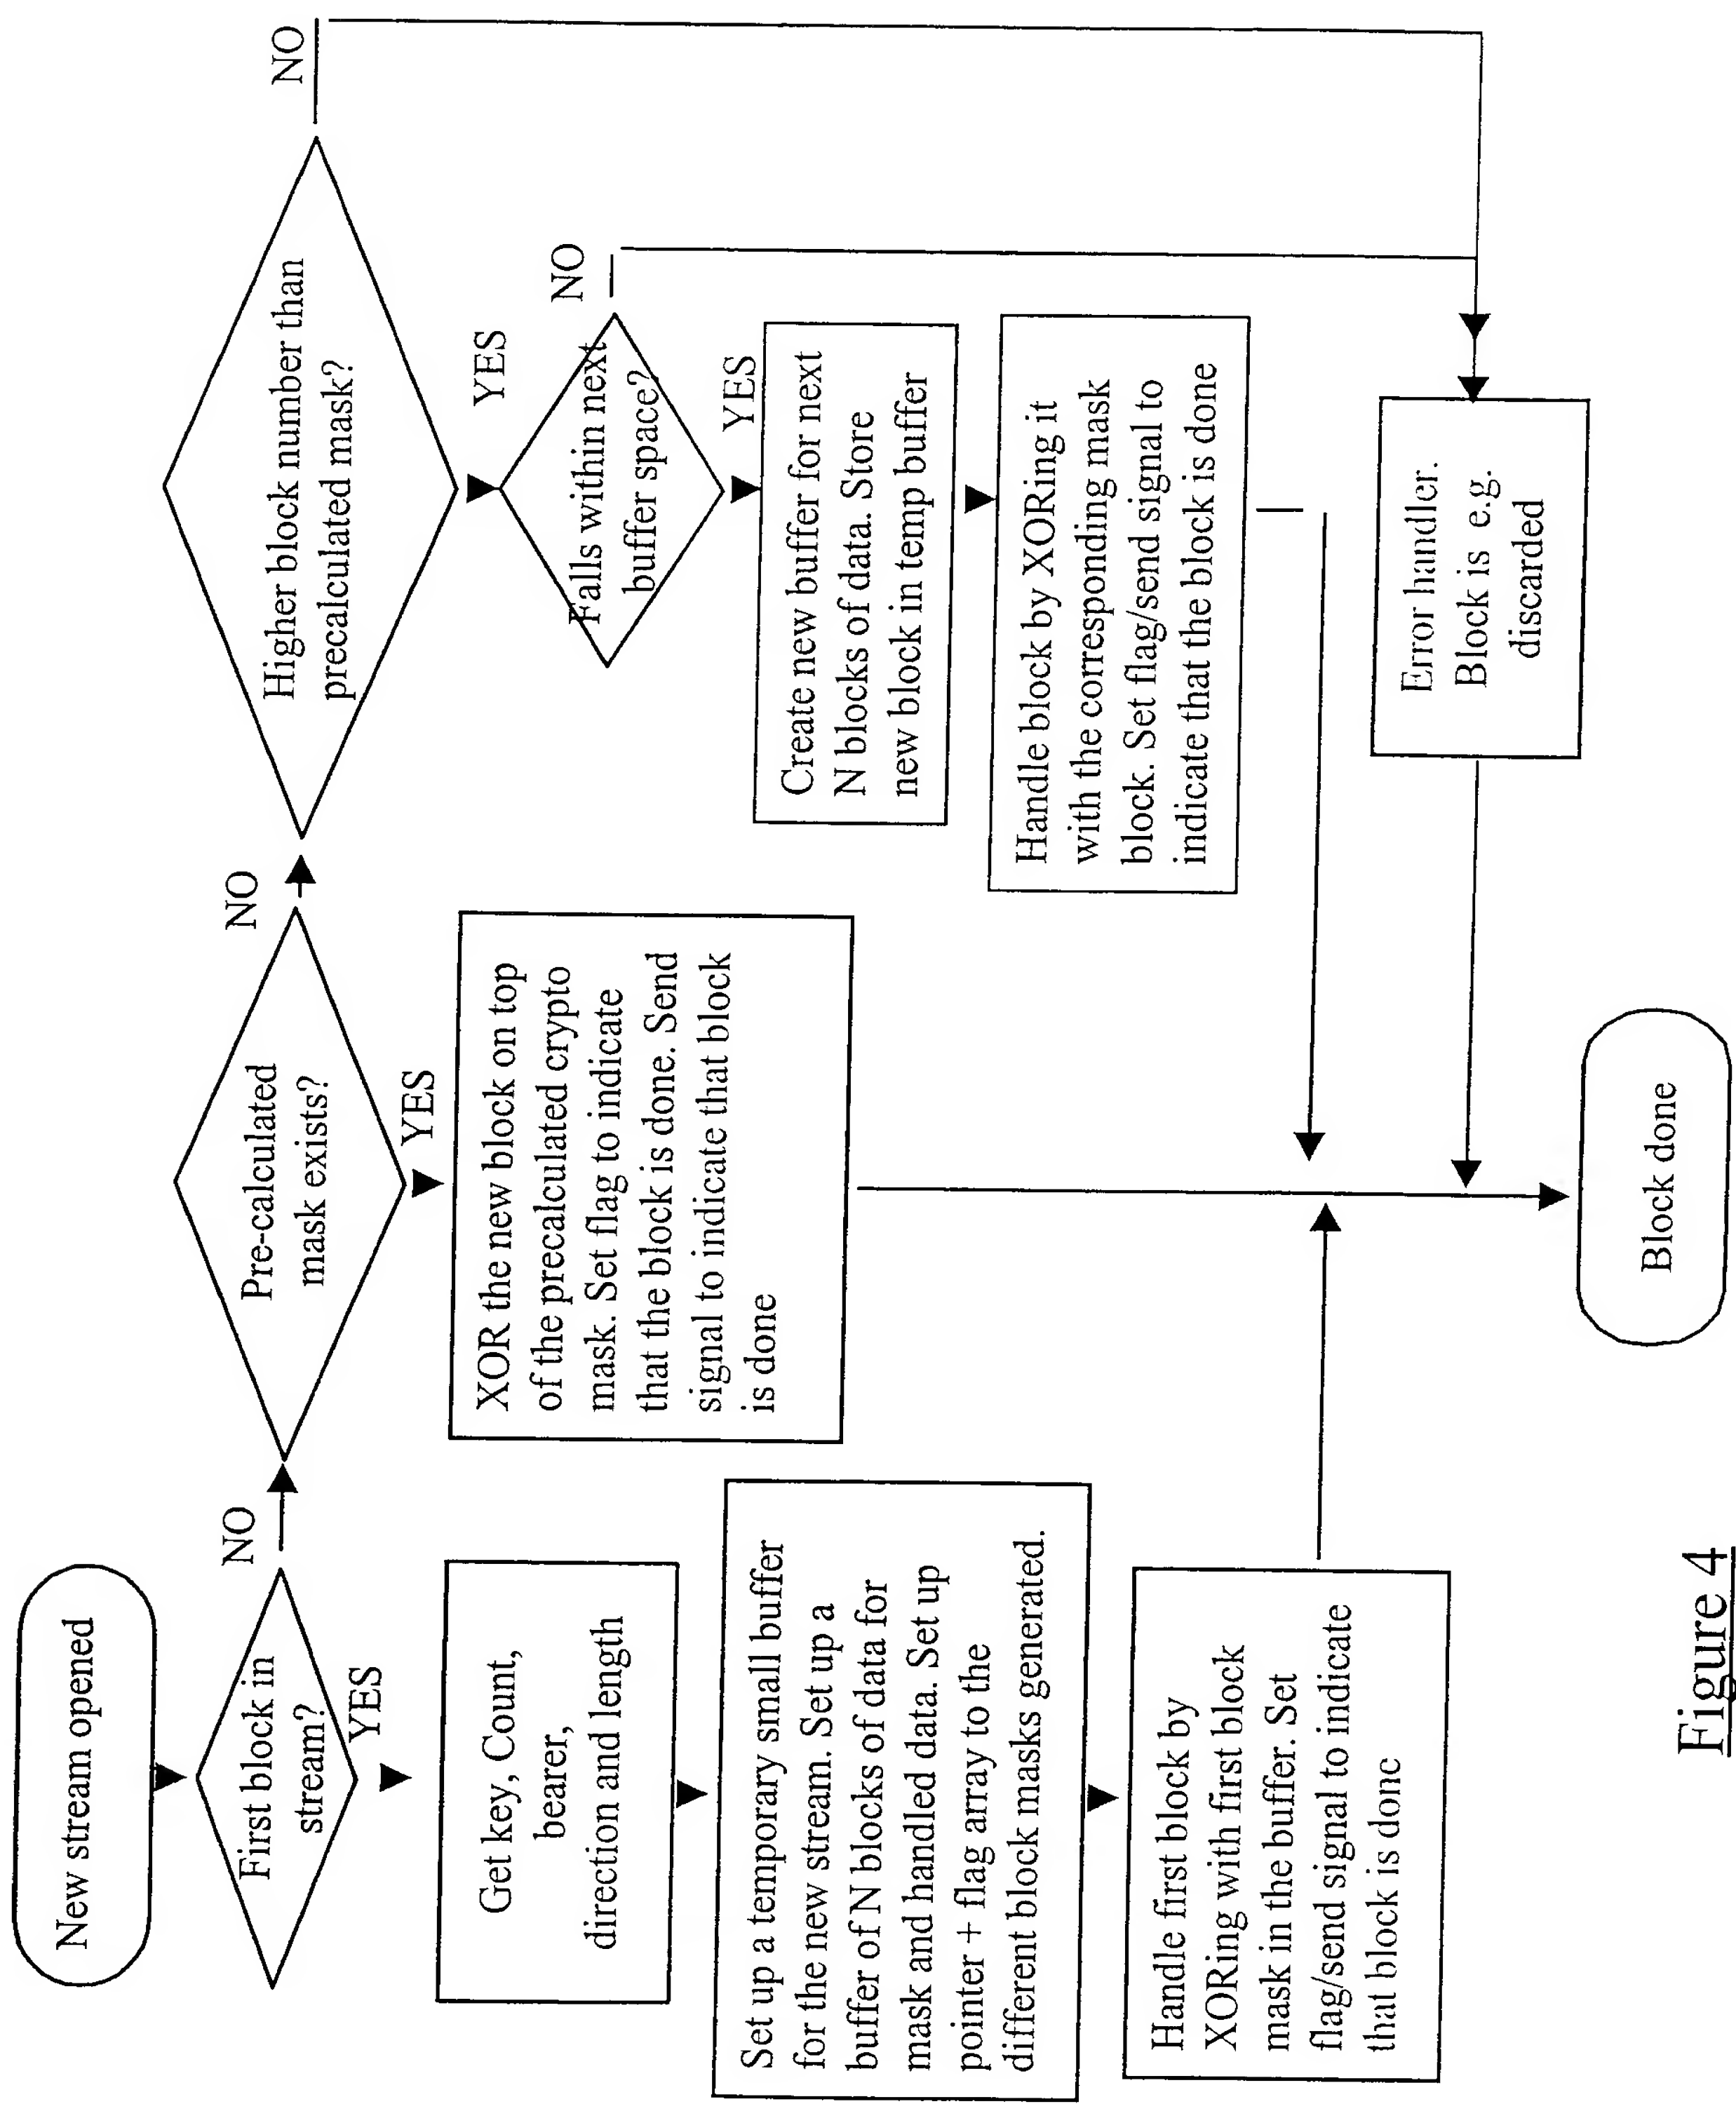 New stream opened
First block in
stream?
NO
YES
Get key, Count,
bearer,
direction and length
Set up a temporary small buffer
for the new stream. Set up a
buffer of N blocks of data for
mask and handled data. Set up
pointer + flag array to the
different block masks generated.
Handle first block by
XORing with first block
mask in the buffer. Set
flag/send signal to indicate
that block is done
Pre-calculated
mask exists?
NO
YES
XOR the new block on top
of the precalculated crypto
mask. Set flag to indicate
that the block is done. Send
signal to indicate that block
is done
Higher block number than
precalculated mask?
NO
YES
Falls within next
buffer space?
NO
YES
Create new buffer for next
N blocks of data. Store
new block in temp buffer
Handle block by XORing it
with the corresponding mask
block. Set flag/send signal to
indicate that the block is done
Error handler.
Block is e.g.
discarded
Block done
Figure 4